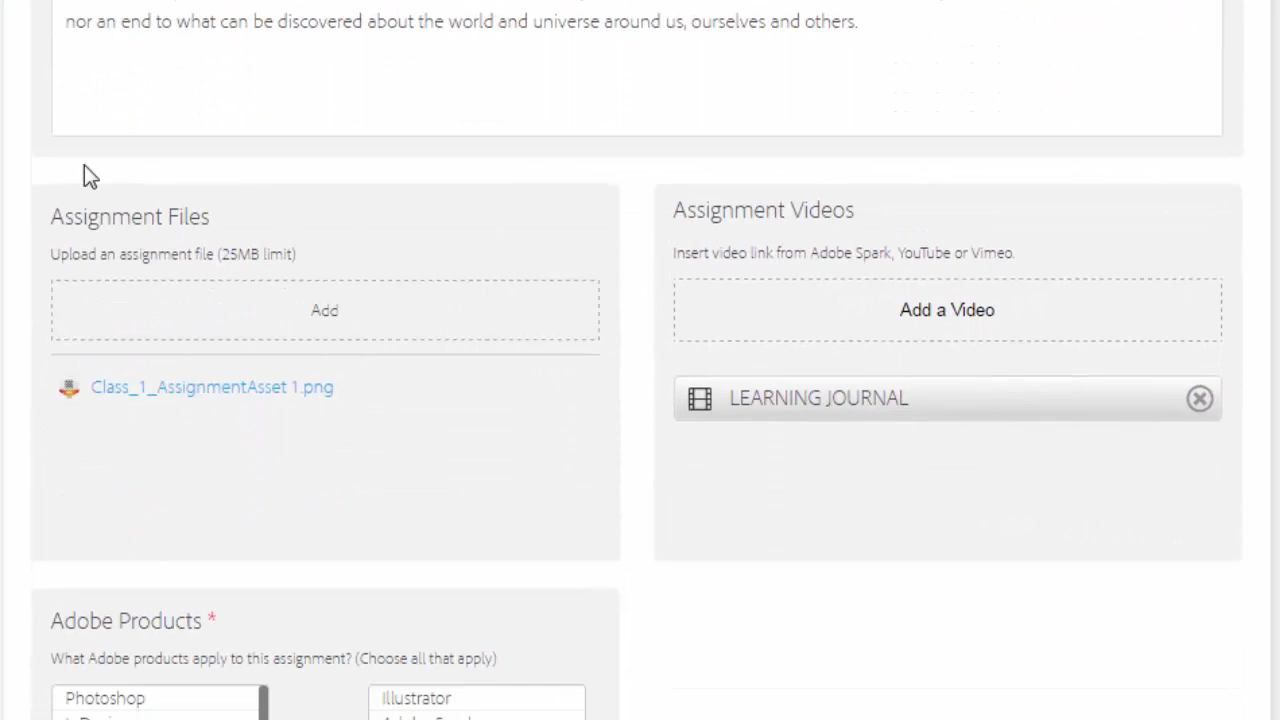 nor an end to what can be discovered about the world and universe around us, ourselves and others.
Assignment Files
Upload an assignment file (25MB limit)
Add
Class_1_AssignmentAsset 1.png
Assignment Videos
Insert video link from Adobe Spark, YouTube or Vimeo.
Add a Video
LEARNING JOURNAL
Adobe Products *
What Adobe products apply to this assignment? (Choose all that apply)
Photoshop
Illustrator